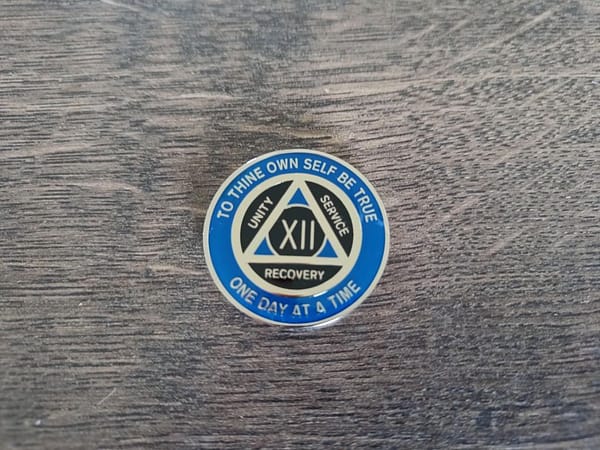 TO THINE OWN SELF BE TRUE
UNITY
SERVICE
XII
RECOVERY
ONE DAY AT A TIME